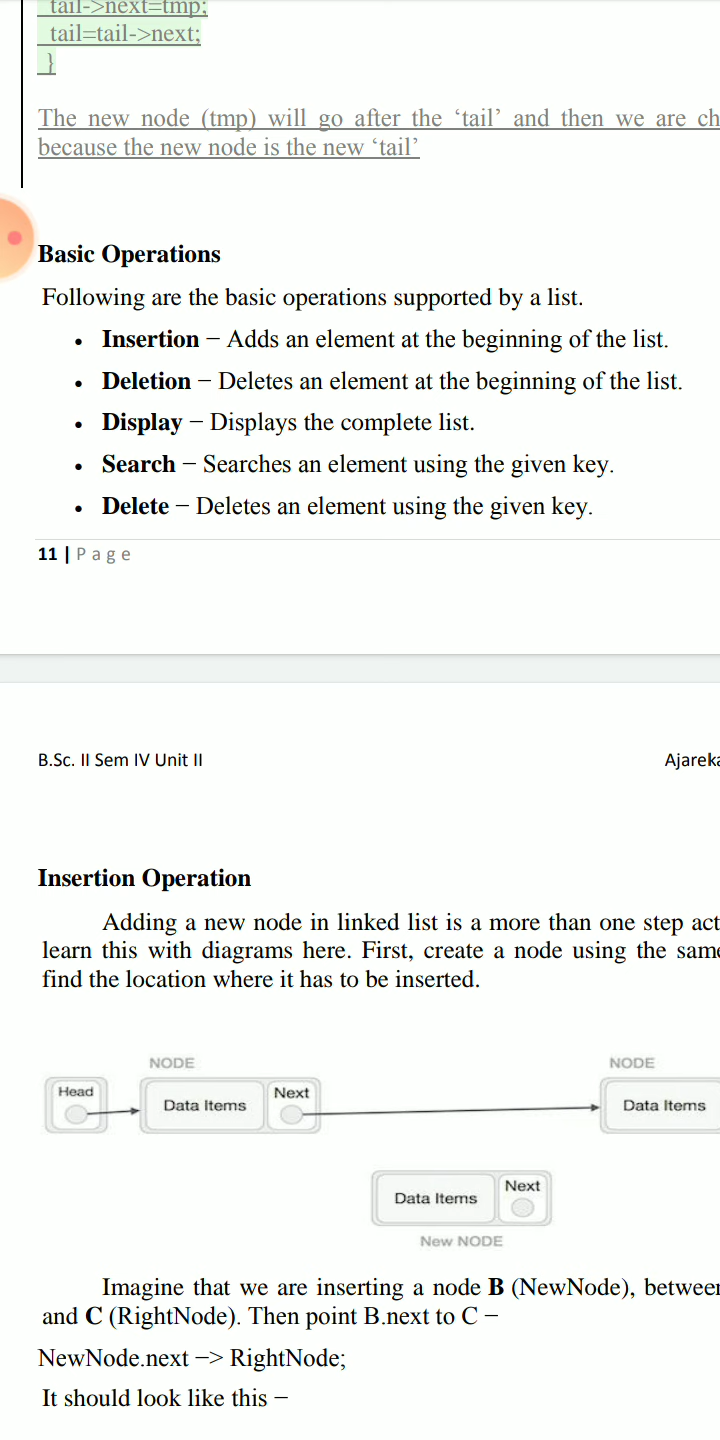 tail->next=tmp;
tail=tail->next;
}
The new node (tmp) will go after the ‘tail’ and then we are
because the new node is the new ‘tail’
Basic Operations
Following are the basic operations supported by a list.
• Insertion − Adds an element at the beginning of the list.
• Deletion − Deletes an element at the beginning of the list.
• Display − Displays the complete list.
• Search − Searches an element using the given key.
• Delete − Deletes an element using the given key.
11 | Page
B.Sc. II Sem IV Unit II
Insertion Operation
Adding a new node in linked list is a more than one step
learn this with diagrams here. First, create a node using the
find the location where it has to be inserted.
NODE NODE
Head Data Items Next Data Items
Data Items Next
New NODE
Imagine that we are inserting a node B (NewNode), between
and C (RightNode). Then point B.next to C −
NewNode.next −> RightNode;
It should look like this −